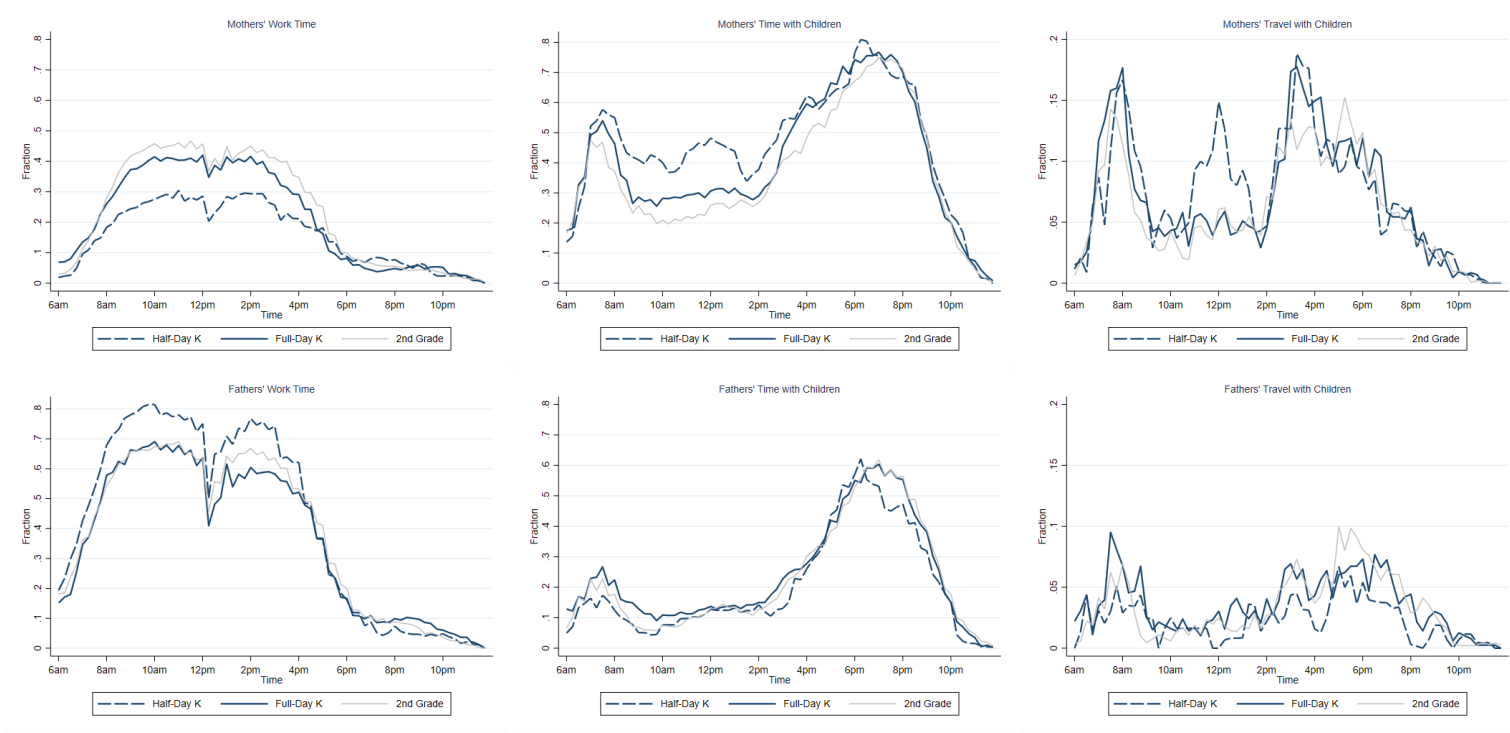 Mothers' Work Time
Fraction
0 .1 .2 .3 .4 .5 .6 .7 .8
6am 8am 10am 12pm 2pm 4pm 6pm 8pm 10pm
Time
Half-Day K Full-Day K 2nd Grade
Mothers' Time with Children
Fraction
0 .1 .2 .3 .4 .5 .6 .7 .8
6am 8am 10am 12pm 2pm 4pm 6pm 8pm 10pm
Time
Half-Day K Full-Day K 2nd Grade
Mothers' Travel with Children
Fraction
0 .05 .1 .15 .2
6am 8am 10am 12pm 2pm 4pm 6pm 8pm 10pm
Time
Half-Day K Full-Day K 2nd Grade
Fathers' Work Time
Fraction
0 .1 .2 .3 .4 .5 .6 .7 .8
6am 8am 10am 12pm 2pm 4pm 6pm 8pm 10pm
Time
Half-Day K Full-Day K 2nd Grade
Fathers' Time with Children
Fraction
0 .1 .2 .3 .4 .5 .6 .7 .8
6am 8am 10am 12pm 2pm 4pm 6pm 8pm 10pm
Time
Half-Day K Full-Day K 2nd Grade
Fathers' Travel with Children
Fraction
0 .05 .1 .15 .2
6am 8am 10am 12pm 2pm 4pm 6pm 8pm 10pm
Time
Half-Day K Full-Day K 2nd Grade